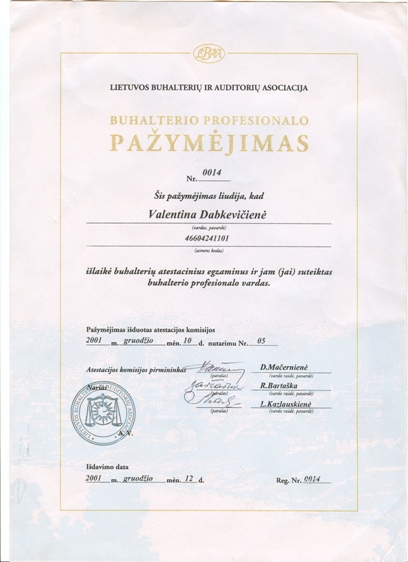 LBAA
LIETUVOS BUHALTERIŲ IR AUDITORIŲ ASOCIACIJA
BUHALTERIO PROFESIONALO
PAŽYMĖJIMAS
Nr. 0014
Šis pažymėjimas liudija, kad
Valentina Dabkevičienė
(vardas, pavardė)
46604241101
(asmens kodas)
išlaikė buhalterių atestacinius egzaminus ir jam (jai) suteiktas
buhalterio profesionalo vardas.
Pažymėjimas išduotas atestacijos komisijos
2001 m. gruodžio mėn. 10 d. nutarimu Nr. 05
Atestacijos komisijos pirmininkas D.Mačernienė
(parašas) (vardo raidė, pavardė)
Nariai R.Bartaška
(parašas) (vardo raidė, pavardė)
L.Kazlauskienė
(parašas) (vardo raidė, pavardė)
A.V.
Išdavimo data
2001 m. gruodžio mėn. 12 d. Reg. Nr. 0014